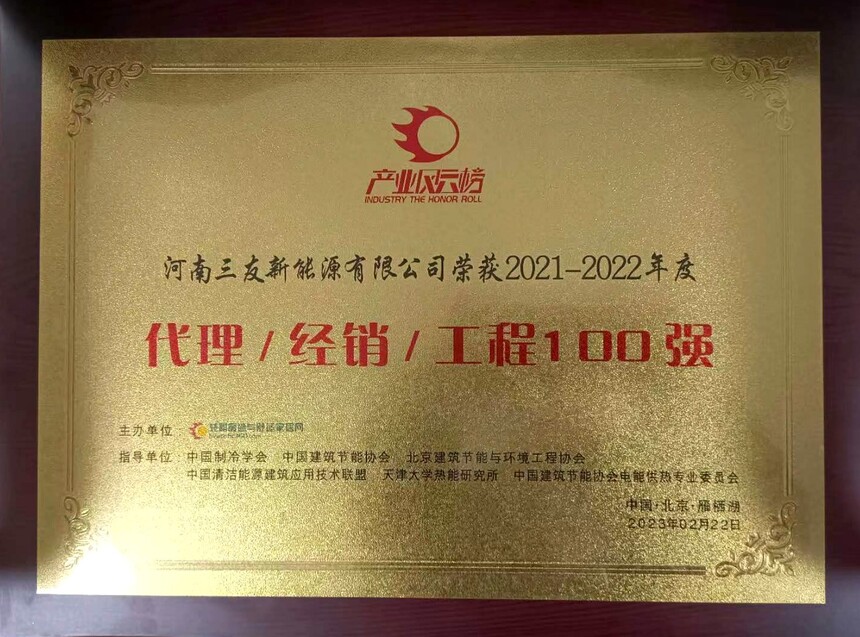 产业风云榜
INDUSTRY THE HONOR ROLL
河南三友新能源有限公司荣获2021-2022年度
代理/经销/工程100强
主办单位:
指导单位: 中国制冷学会 中国建筑节能协会 北京建筑节能与环境工程协会
中国清洁能源建筑应用技术联盟 天津大学热能研究所 中国建筑节能协会电能供热专业委员会
中国·北京·雁栖湖
2023年02月22日